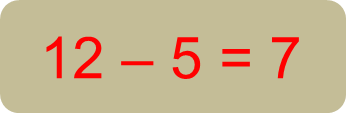 12 – 5 = 7